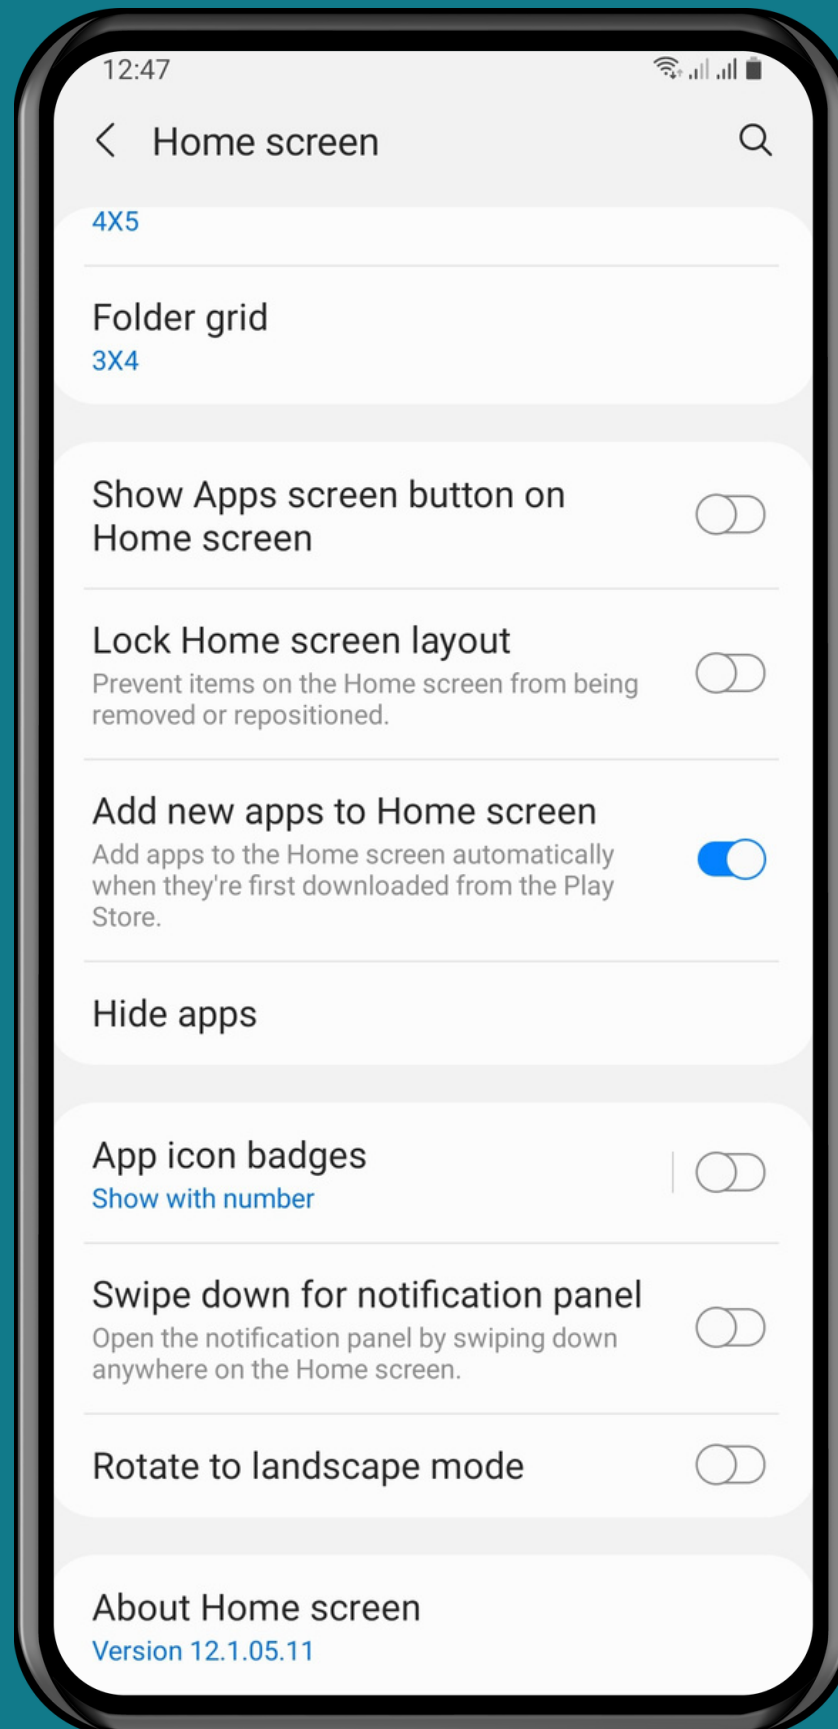 12:47
Home screen
4X5
Folder grid
3X4
Show Apps screen button on
Home screen
Lock Home screen layout
Prevent items on the Home screen from being
removed or repositioned.
Add new apps to Home screen
Add apps to the Home screen automatically
when they're first downloaded from the Play
Store.
Hide apps
App icon badges
Show with number
Swipe down for notification panel
Open the notification panel by swiping down
anywhere on the Home screen.
Rotate to landscape mode
About Home screen
Version 12.1.05.11